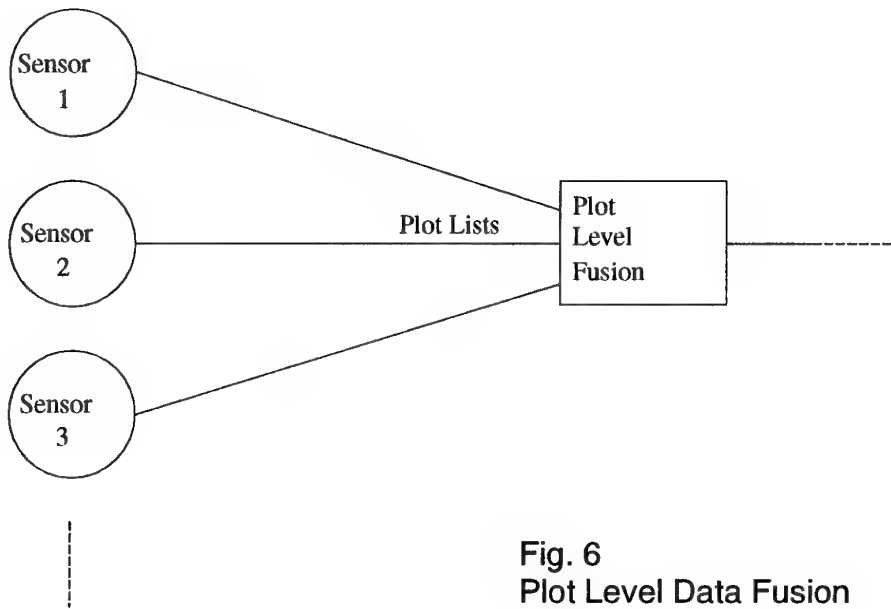 Sensor
1
Sensor
2
Sensor
3
Plot Lists
Plot
Level
Fusion
Fig. 6
Plot Level Data Fusion